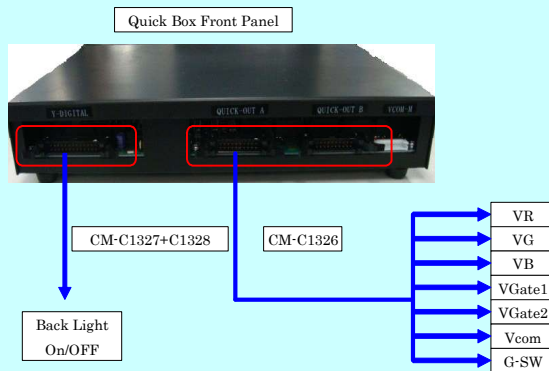 Quick Box Front Panel
Y-DIGITAL
QUICK-OUT A
QUICK-OUT B
VCOM-M
CM-C1327+C1328
CM-C1326
VR
VG
VB
VGate1
VGate2
Vcom
G-SW
Back Light
On/OFF